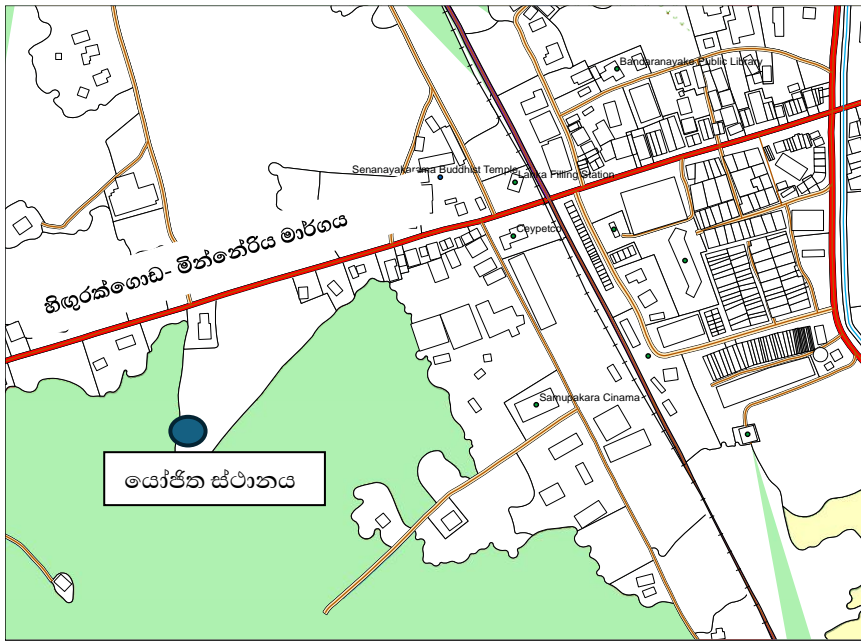 Bandaranayake Public Library
Senanayakarama Buddhist Temple
Lanka Filling Station
හිඟුරක්ගොඩ- මින්නේරිය මාර්ගය
Ceypetco
Samupakara Cinama
යෝජිත ස්ථානය